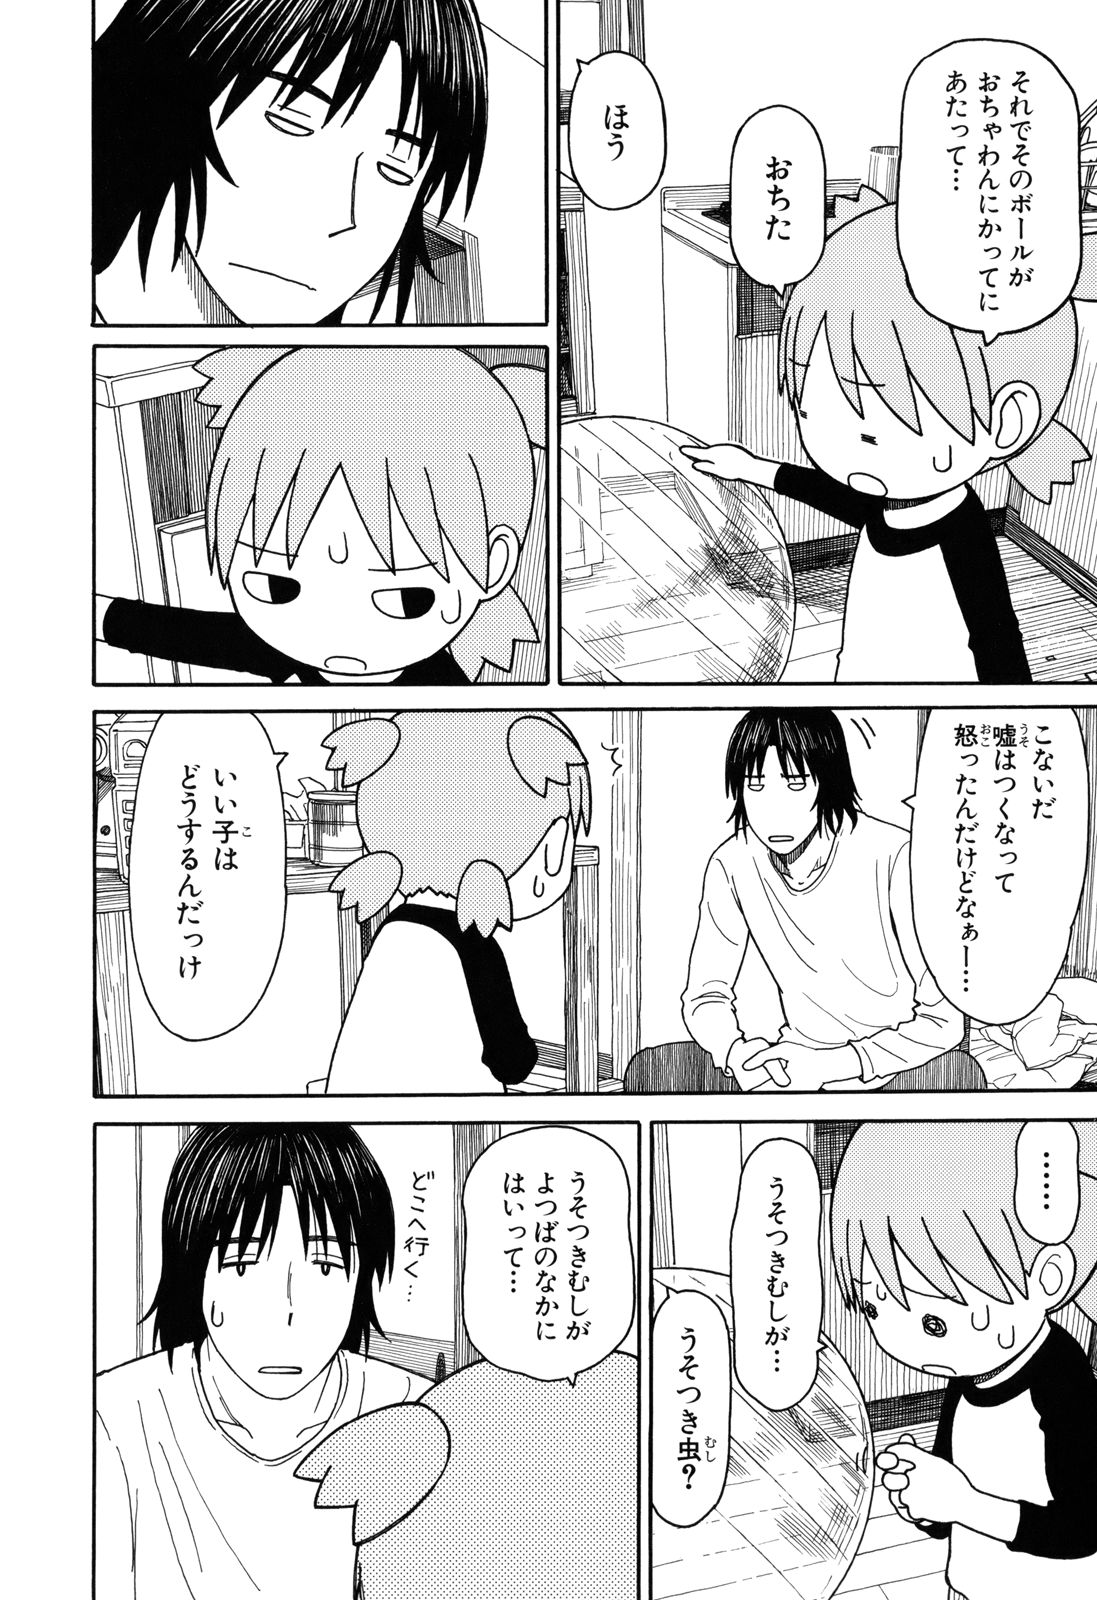 それでそのボールが
おちゃわんにかってに
あたって…
おちた
ほう
こないだ
嘘はつくなって
怒ったんだけどなぁー…
いい子は
どうするんだっけ
……
うそつきむしが…
うそつき虫?
うそつきむしが
よつばのなかに
はいって…
どこへ行く…